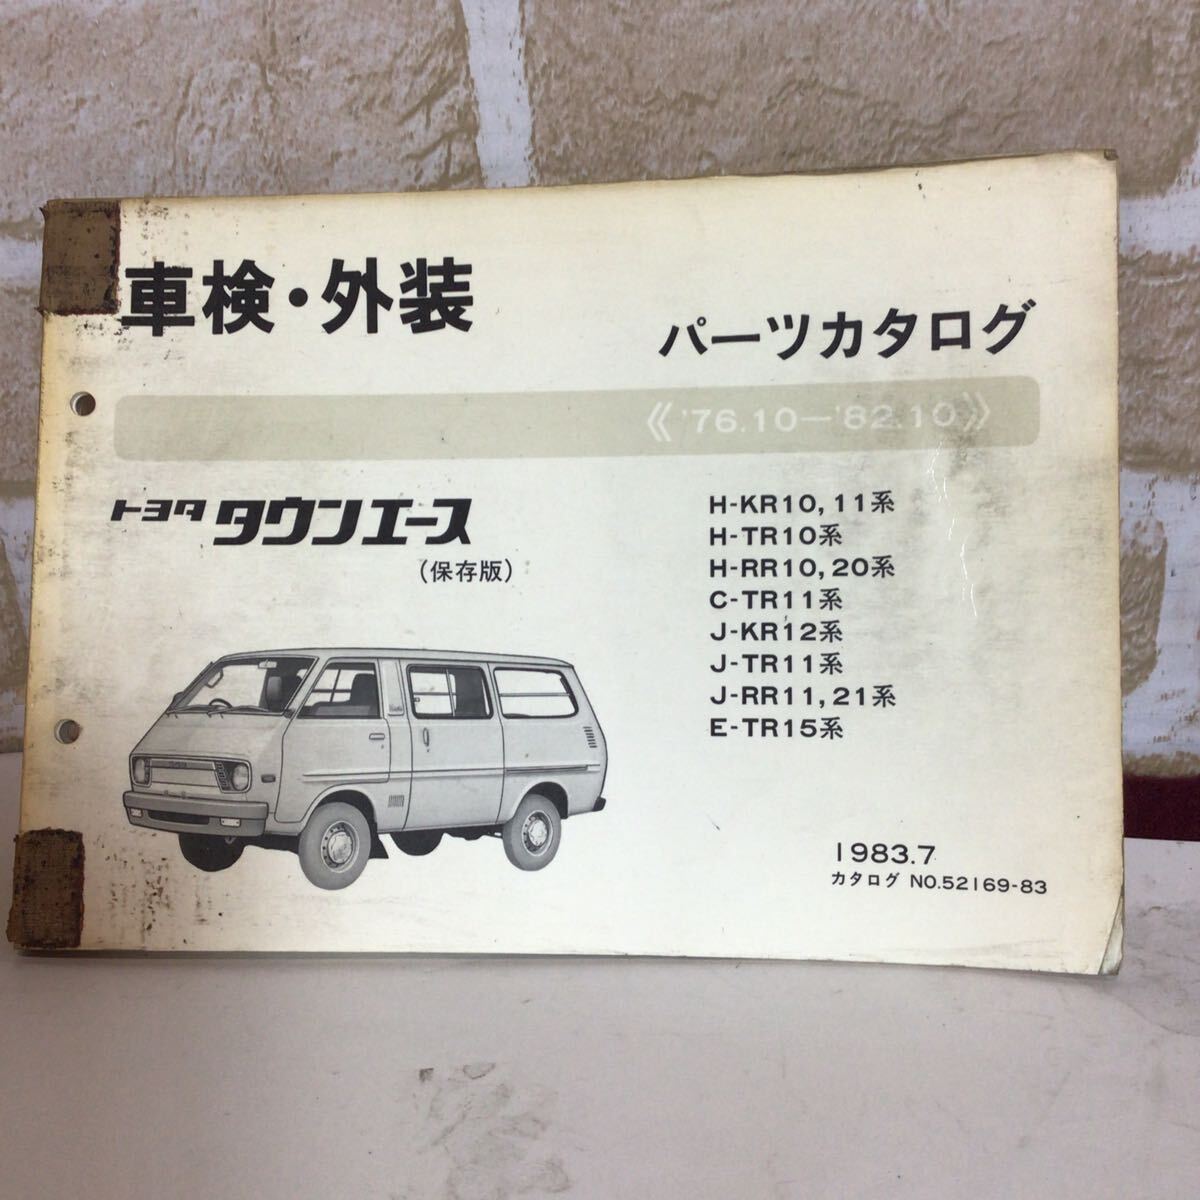 車検・外装
パーツカタログ
《'76.10—'82.10》
トヨタ タウンエース
(保存版)
H-KR10, 11系
H-TR10系
H-RR10, 20系
C-TR11系
J-KR12系
J-TR11系
J-RR11, 21系
E-TR15系
1983.7
カタログ NO.52169-83